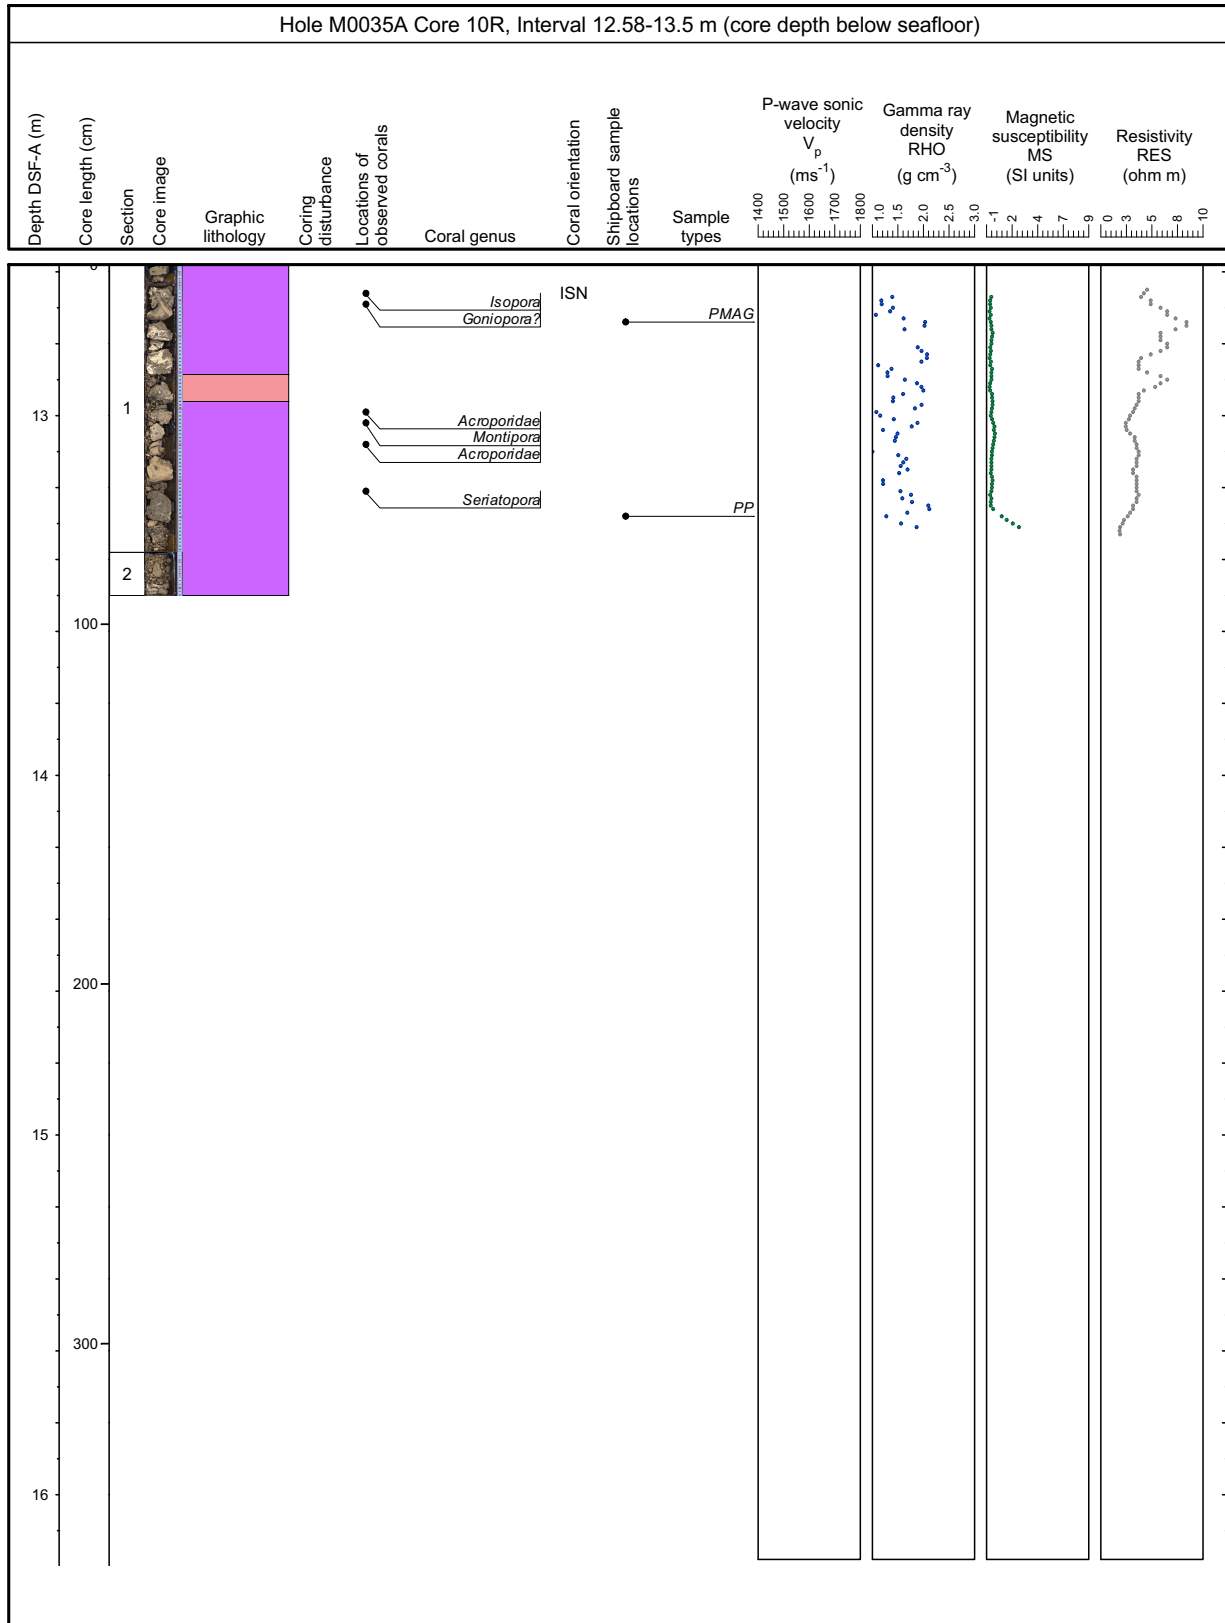 Hole M0035A Core 10R, Interval 12.58-13.5 m (core depth below seafloor)
Depth DSF-A (m)
Core length (cm)
Section
Core image
Graphic
lithology
Coring
disturbance
Locations of
observed corals
Coral genus
Coral orientation
Shipboard sample
locations
Sample
types
P-wave sonic
velocity
Vp
(ms-1)
1400
1500
1600
1700
1800
Gamma ray
density
RHO
(g cm-3)
1.0
1.5
2.0
2.5
3.0
Magnetic
susceptibility
MS
(SI units)
-1
2
4
7
9
Resistivity
RES
(ohm m)
0
3
5
8
10
Isopora
ISN
Goniopora?
PMAG
13
1
Acroporidae
Montipora
Acroporidae
Seriatopora
PP
2
100
14
200
15
300
16